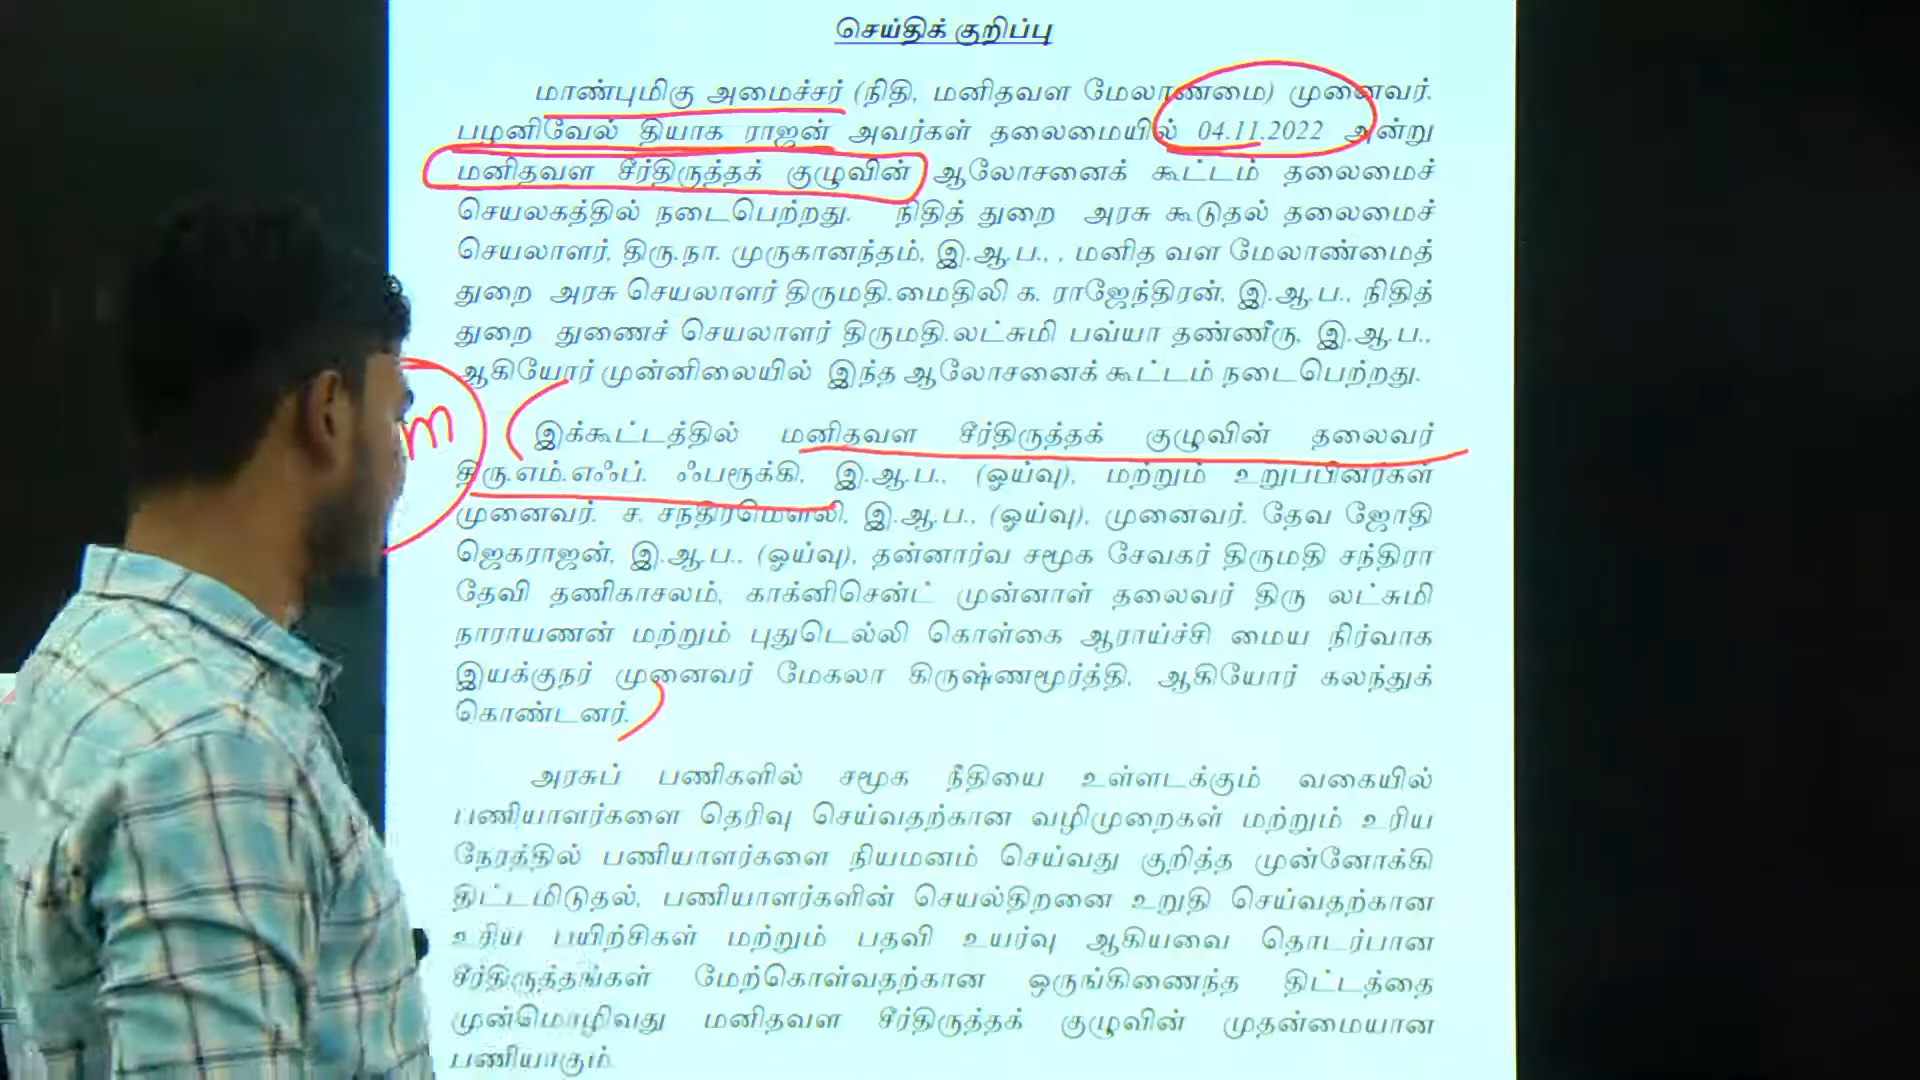 செய்திக் குறிப்பு
மாண்புமிகு அமைச்சர் (நிதி, மனிதவள மேலாண்மை) முனைவர்.
பழனிவேல் தியாக ராஜன் அவர்கள் தலைமையில் 04.11.2022 அன்று
மனிதவள சீர்திருத்தக் குழுவின் ஆலோசனைக் கூட்டம் தலைமைச்
செயலகத்தில் நடைபெற்றது. நிதித் துறை அரசு கூடுதல் தலைமைச்
செயலாளர், திரு.நா. முருகானந்தம், இ.ஆ.ப., , மனித வள மேலாண்மைத்
துறை அரசு செயலாளர் திருமதி.மைதிலி க. ராஜேந்திரன், இ.ஆ.ப., நிதித்
துறை துணைச் செயலாளர் திருமதி.லட்சுமி பவ்யா தண்ணீரு, இ.ஆ.ப.,
ஆகியோர் முன்னிலையில் இந்த ஆலோசனைக் கூட்டம் நடைபெற்றது.
m
இக்கூட்டத்தில் மனிதவள சீர்திருத்தக் குழுவின் தலைவர்
திரு.எம்.எஃப். ஃபரூக்கி, இ.ஆ.ப., (ஓய்வு), மற்றும் உறுப்பினர்கள்
முனைவர். ச. சந்திரமௌலி, இ.ஆ.ப., (ஓய்வு), முனைவர். தேவ ஜோதி
ஜெகராஜன், இ.ஆ.ப., (ஓய்வு), தன்னார்வ சமூக சேவகர் திருமதி சந்திரா
தேவி தணிகாசலம், காக்னிசென்ட் முன்னாள் தலைவர் திரு லட்சுமி
நாராயணன் மற்றும் புதுடெல்லி கொள்கை ஆராய்ச்சி மைய நிர்வாக
இயக்குநர் முனைவர் மேகலா கிருஷ்ணமூர்த்தி, ஆகியோர் கலந்துக்
கொண்டனர்.
அரசுப் பணிகளில் சமூக நீதியை உள்ளடக்கும் வகையில்
பணியாளர்களை தெரிவு செய்வதற்கான வழிமுறைகள் மற்றும் உரிய
நேரத்தில் பணியாளர்களை நியமனம் செய்வது குறித்த முன்னோக்கி
திட்டமிடுதல், பணியாளர்களின் செயல்திறனை உறுதி செய்வதற்கான
உரிய பயிற்சிகள் மற்றும் பதவி உயர்வு ஆகியவை தொடர்பான
சீர்திருத்தங்கள் மேற்கொள்வதற்கான ஒருங்கிணைந்த திட்டத்தை
முன்மொழிவது மனிதவள சீர்திருத்தக் குழுவின் முதன்மையான
பணியாகும்.